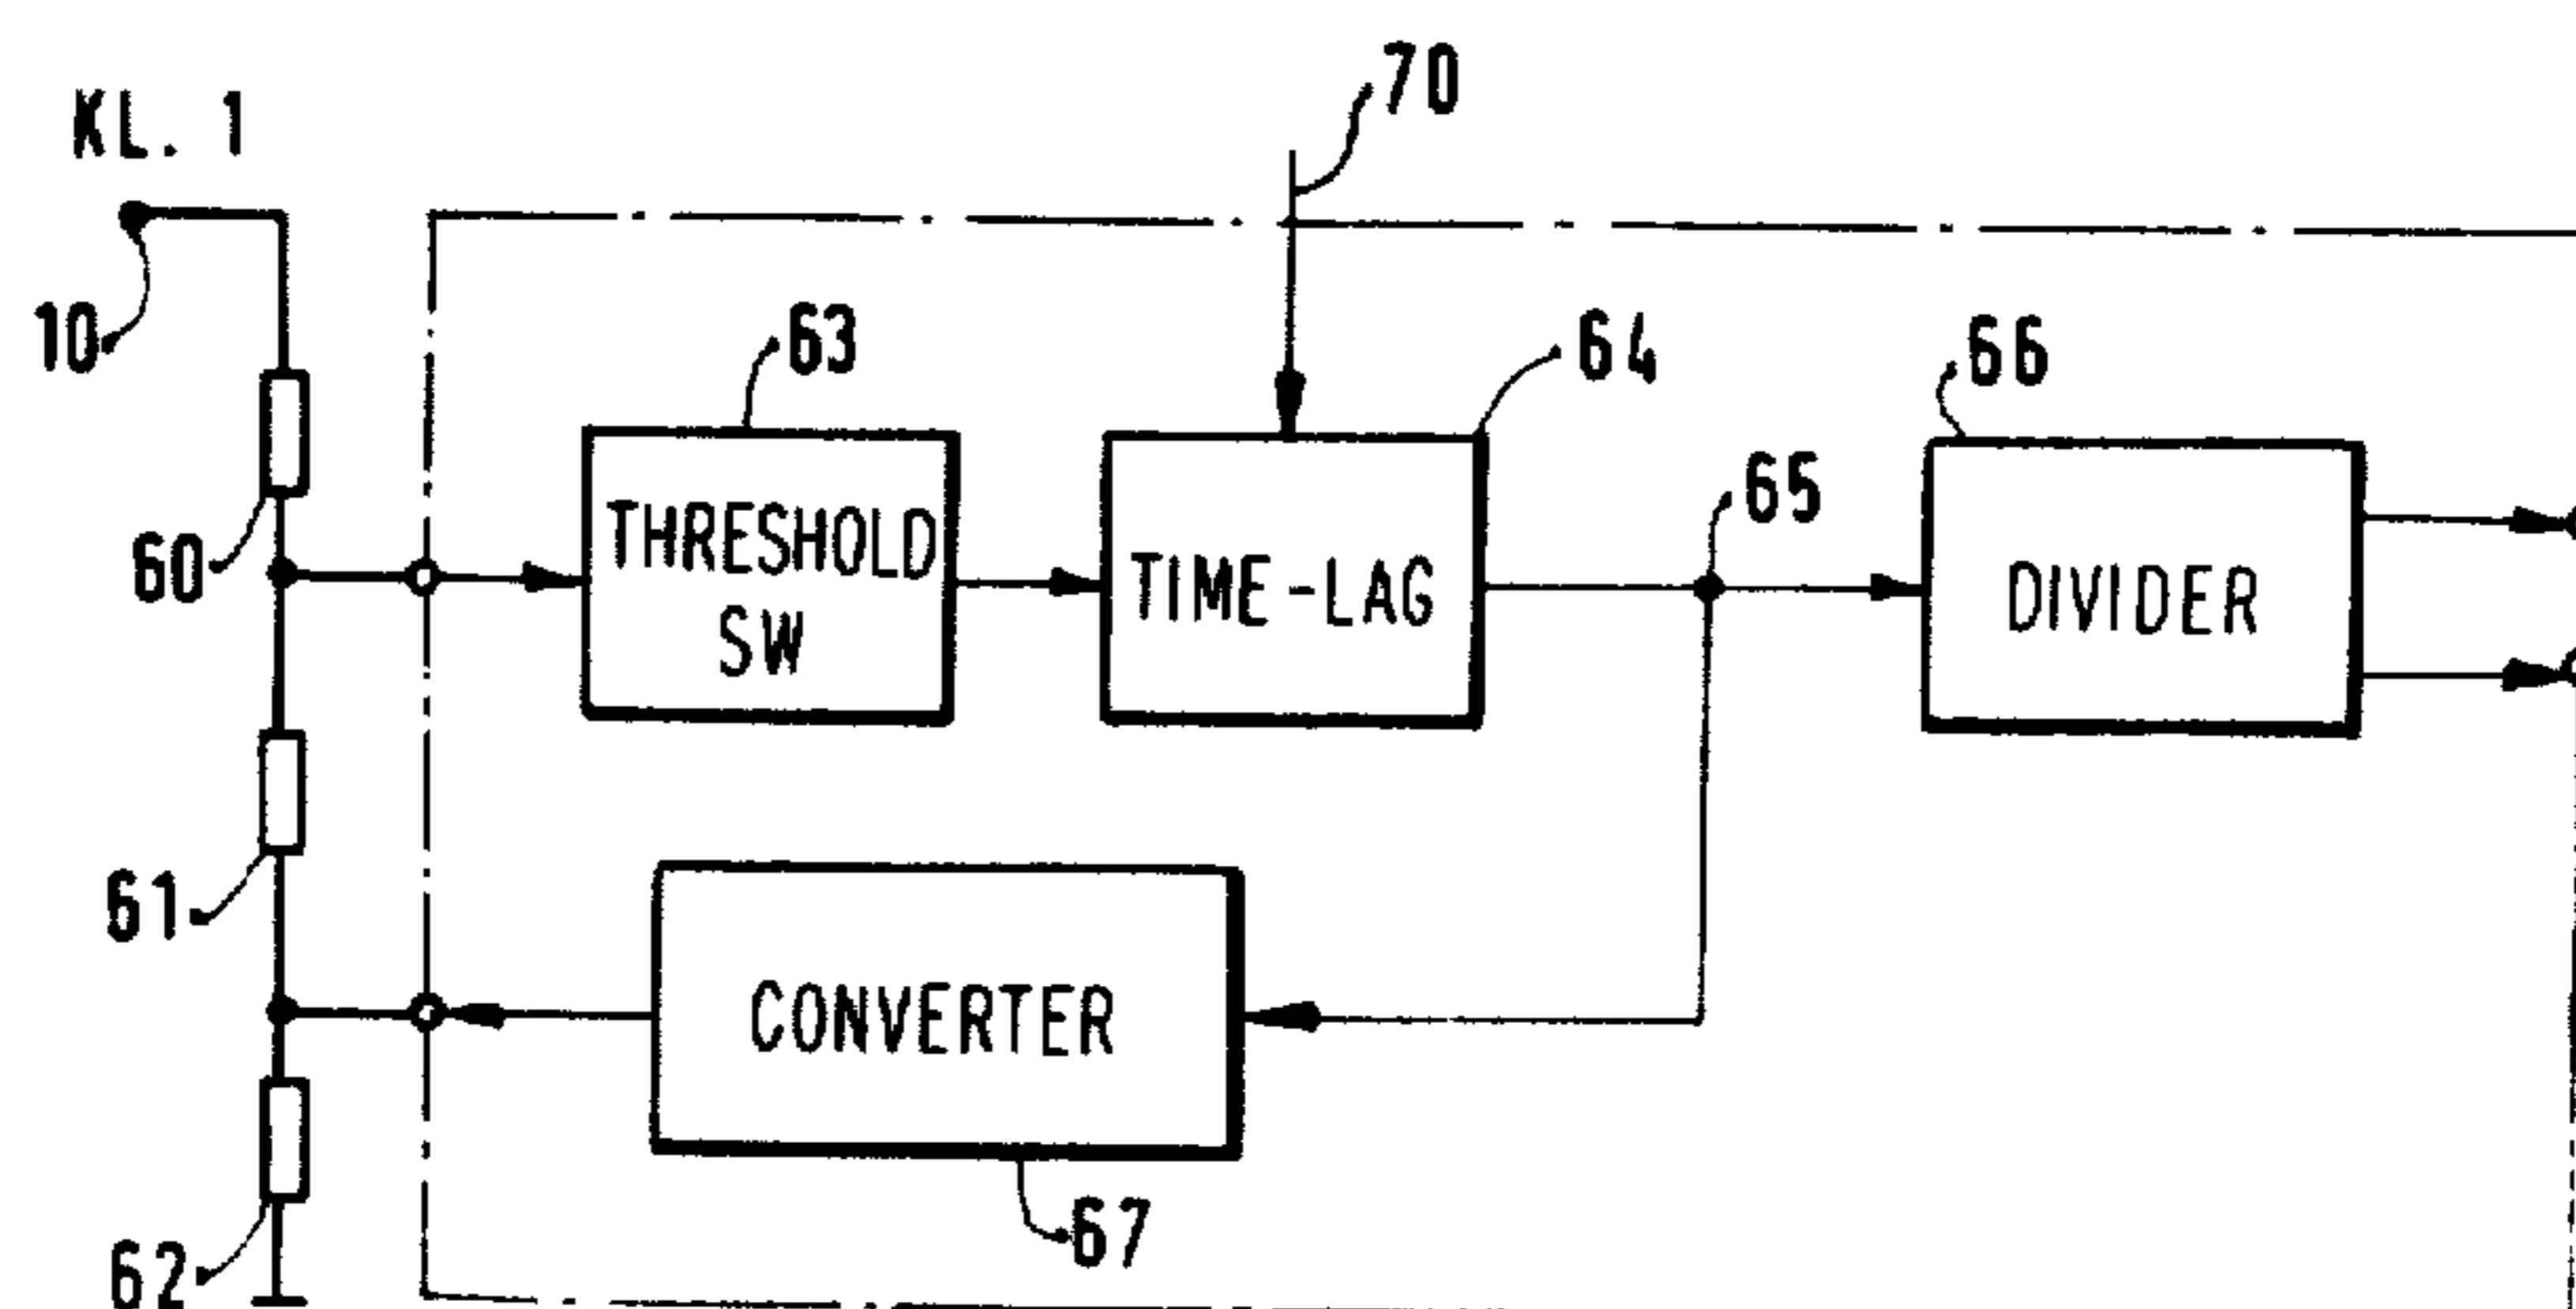 70
KL. 1
10
63
64
66
65
60
THRESHOLD
SW
TIME-LAG
DIVIDER
61
CONVERTER
67
62